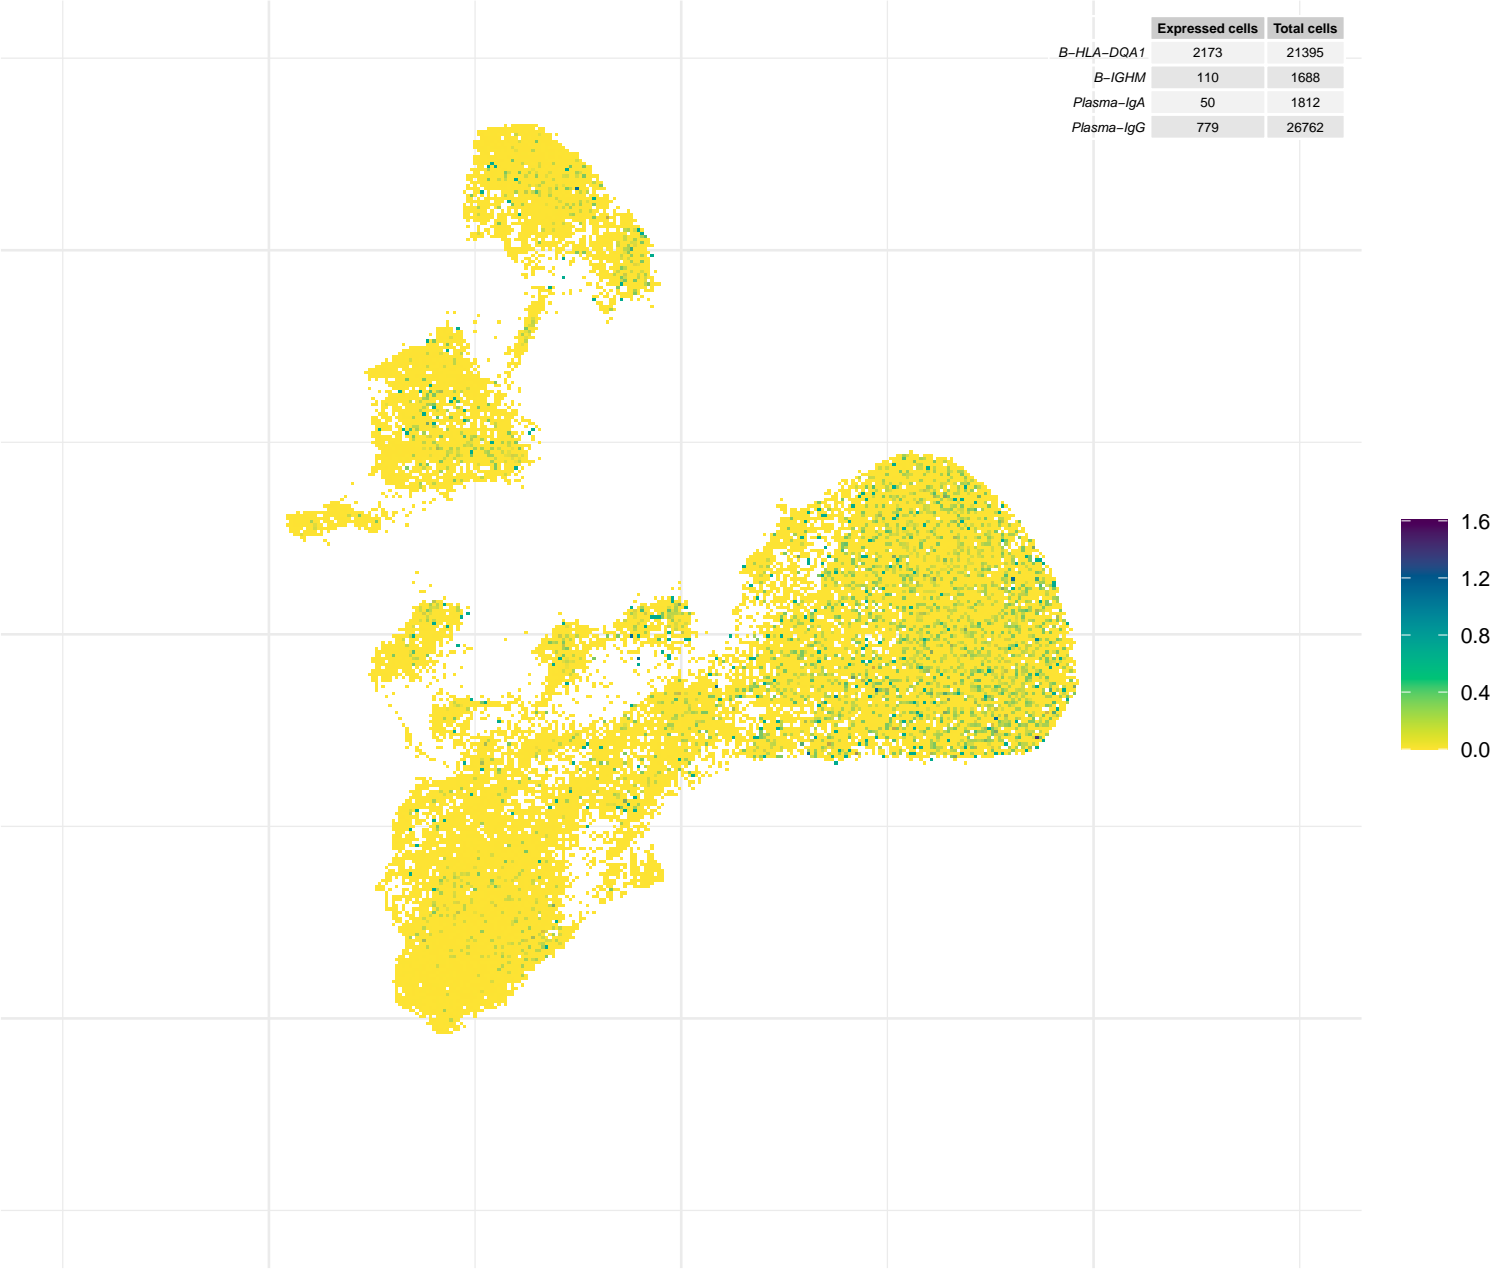 Expressed cells Total cells
B−HLA−DQA1 2173 21395
B−IGHM 110 1688
Plasma−IgA 50 1812
Plasma−IgG 779 26762
1.6
1.2
0.8
0.4
0.0